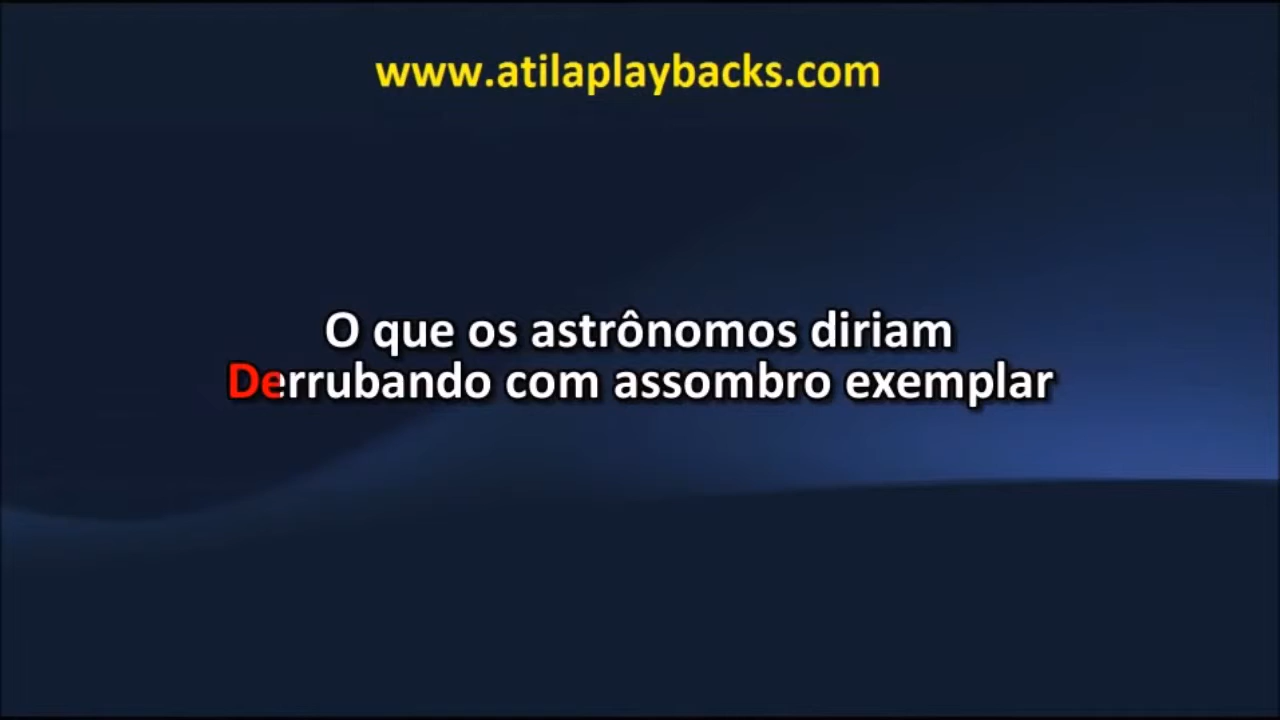 www.atilaplaybacks.com
O que os astrônomos diriam
Derrubando com assombro exemplar